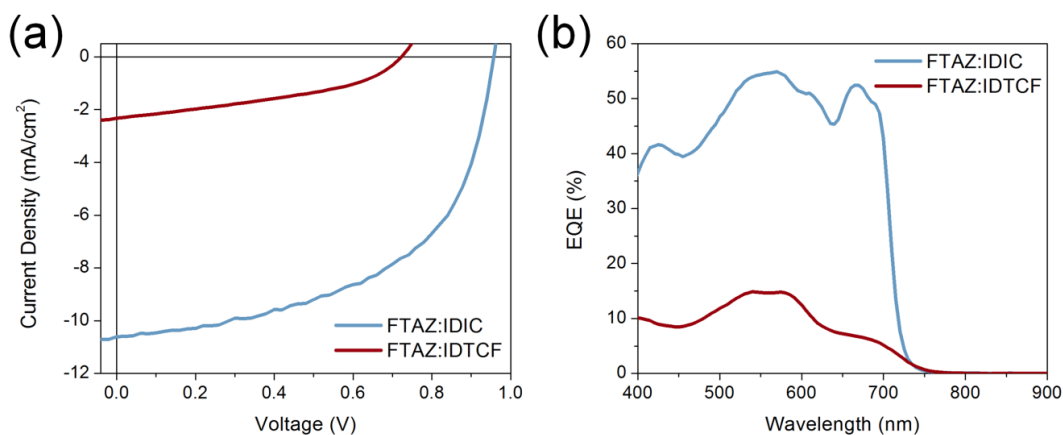 (a)
0
-2
-4
-6
-8
-10
-12
Current Density (mA/cm²)
FTAZ:IDIC
FTAZ:IDTCF
0.0 0.2 0.4 0.6 0.8 1.0
Voltage (V)
(b)
60
50
40
30
20
10
0
EQE (%)
FTAZ:IDIC
FTAZ:IDTCF
400 500 600 700 800 900
Wavelength (nm)